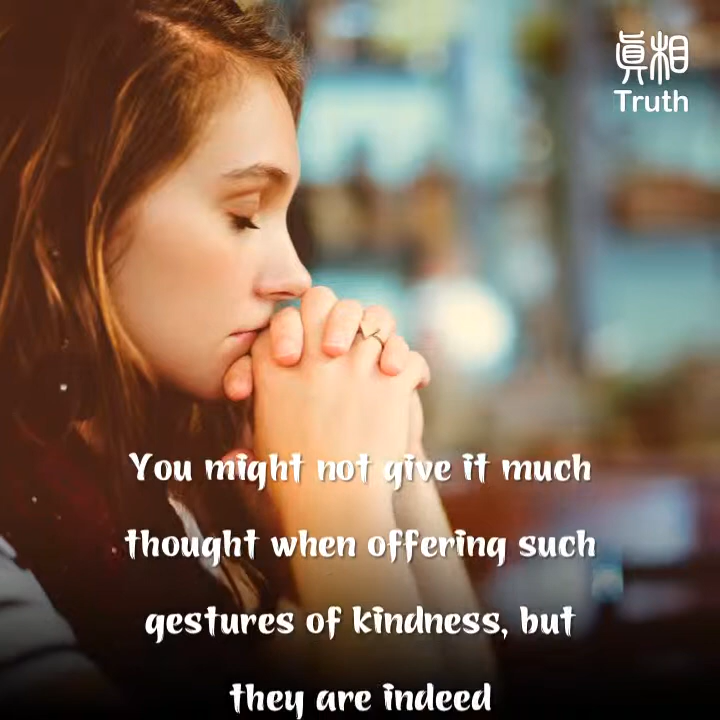 眞相
Truth
You might not give it much
thought when offering such
gestures of kindness, but
they are indeed